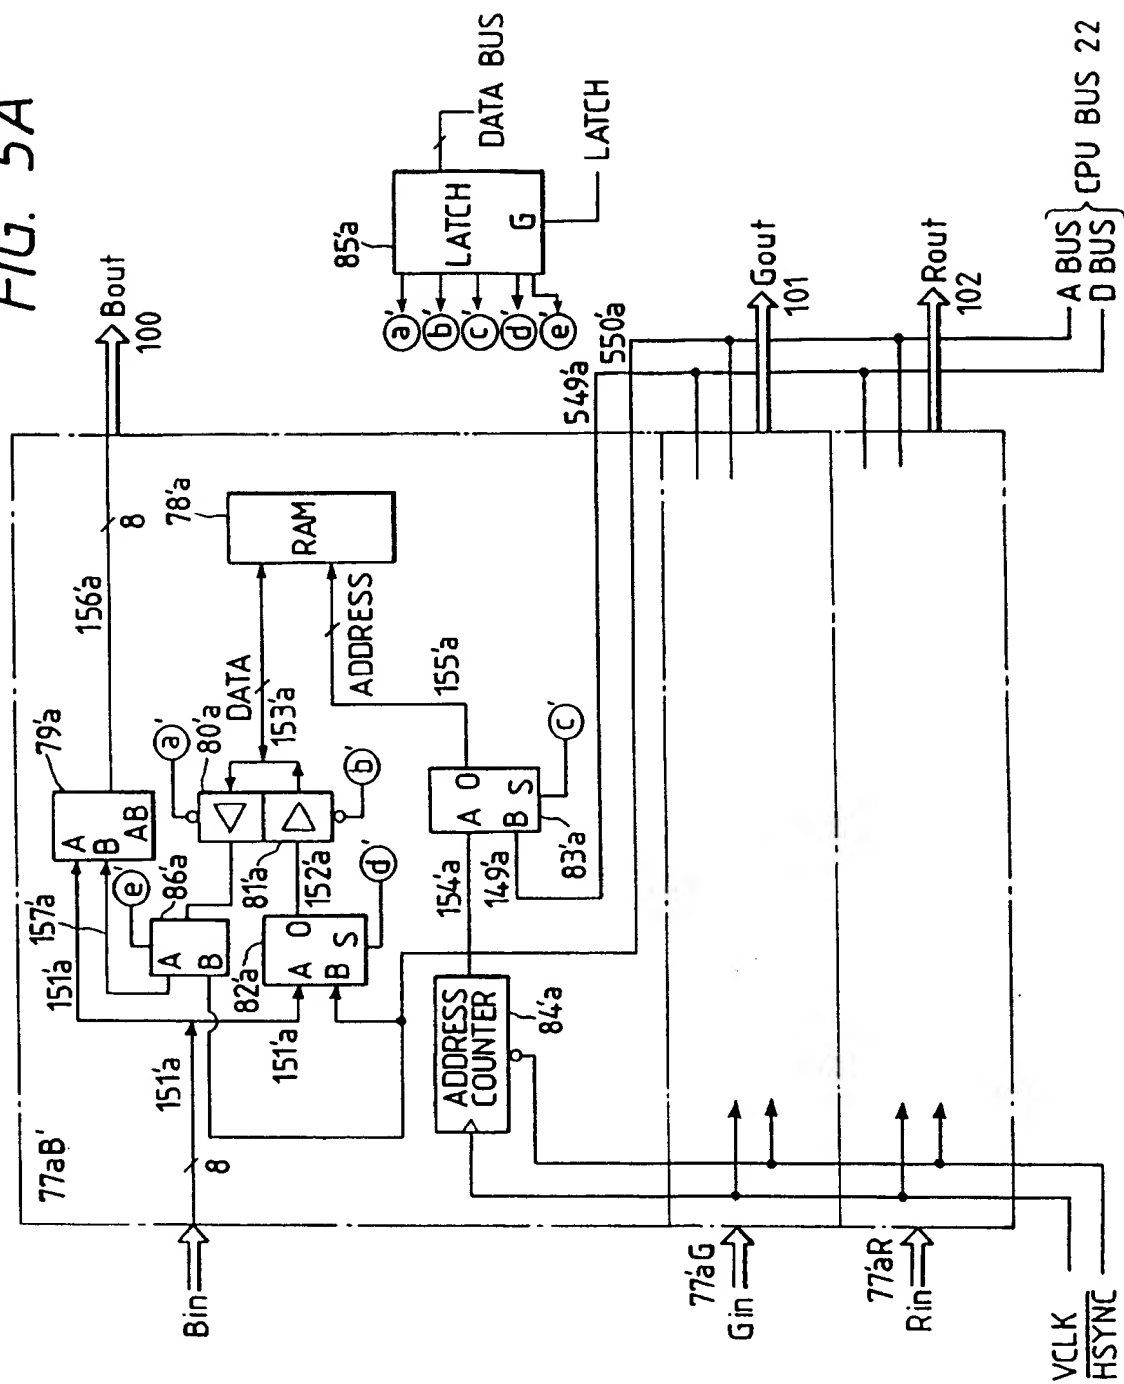 FIG. 5A
77aB'
Bin
151'a
8
151'a
157'a
151'a
e'
86'a
A
B
79'a
A
B
AB
156'a
8
Bout
100
a'
80'a
81'a
b'
DATA
153'a
78'a
RAM
ADDRESS
155'a
82'a
A
B
O
S
152'a
d'
ADDRESS
COUNTER
84'a
154'a
149'a
A
B
O
S
83'a
c'
85'a
LATCH
G
DATA BUS
LATCH
a'
b'
c'
d'
e'
549'a
550'a
77'aG
Gin
Gout
101
77'aR
Rin
Rout
102
VCLK
HSYNC
A BUS
D BUS
CPU BUS 22